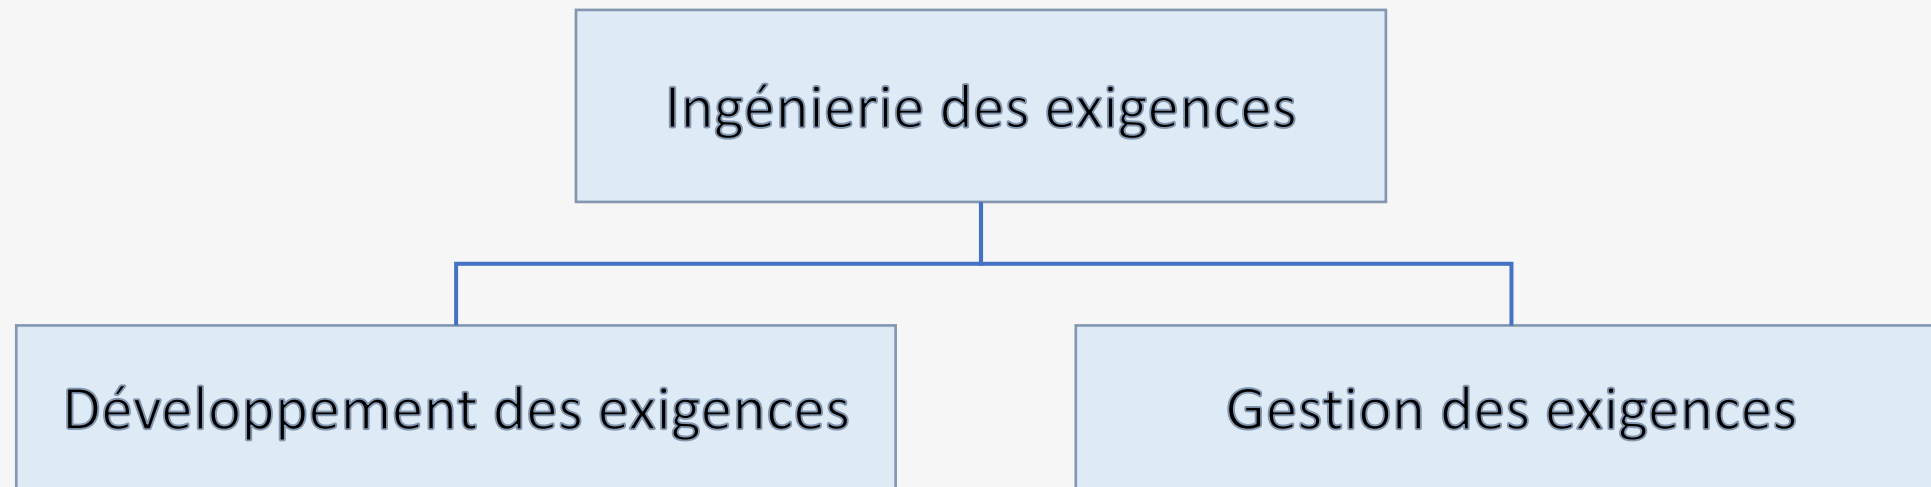 Ingénierie des exigences
Développement des exigences
Gestion des exigences